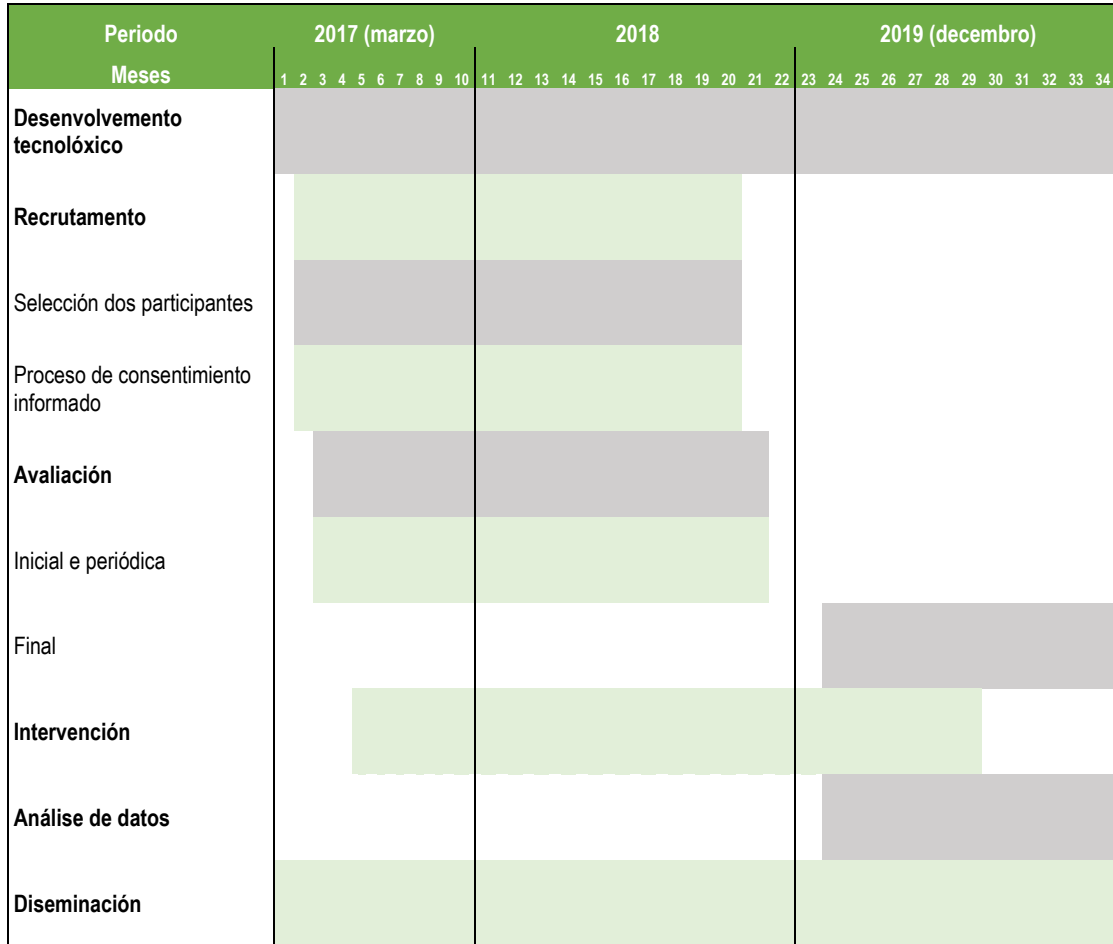 Periodo 2017 (marzo) 2018 2019 (decembro)
Meses 1 2 3 4 5 6 7 8 9 10 11 12 13 14 15 16 17 18 19 20 21 22 23 24 25 26 27 28 29 30 31 32 33 34
Desenvolvemento
tecnolóxico
Recrutamento
Selección dos participantes
Proceso de consentimiento
informado
Avaliación
Inicial e periódica
Final
Intervención
Análise de datos
Diseminación